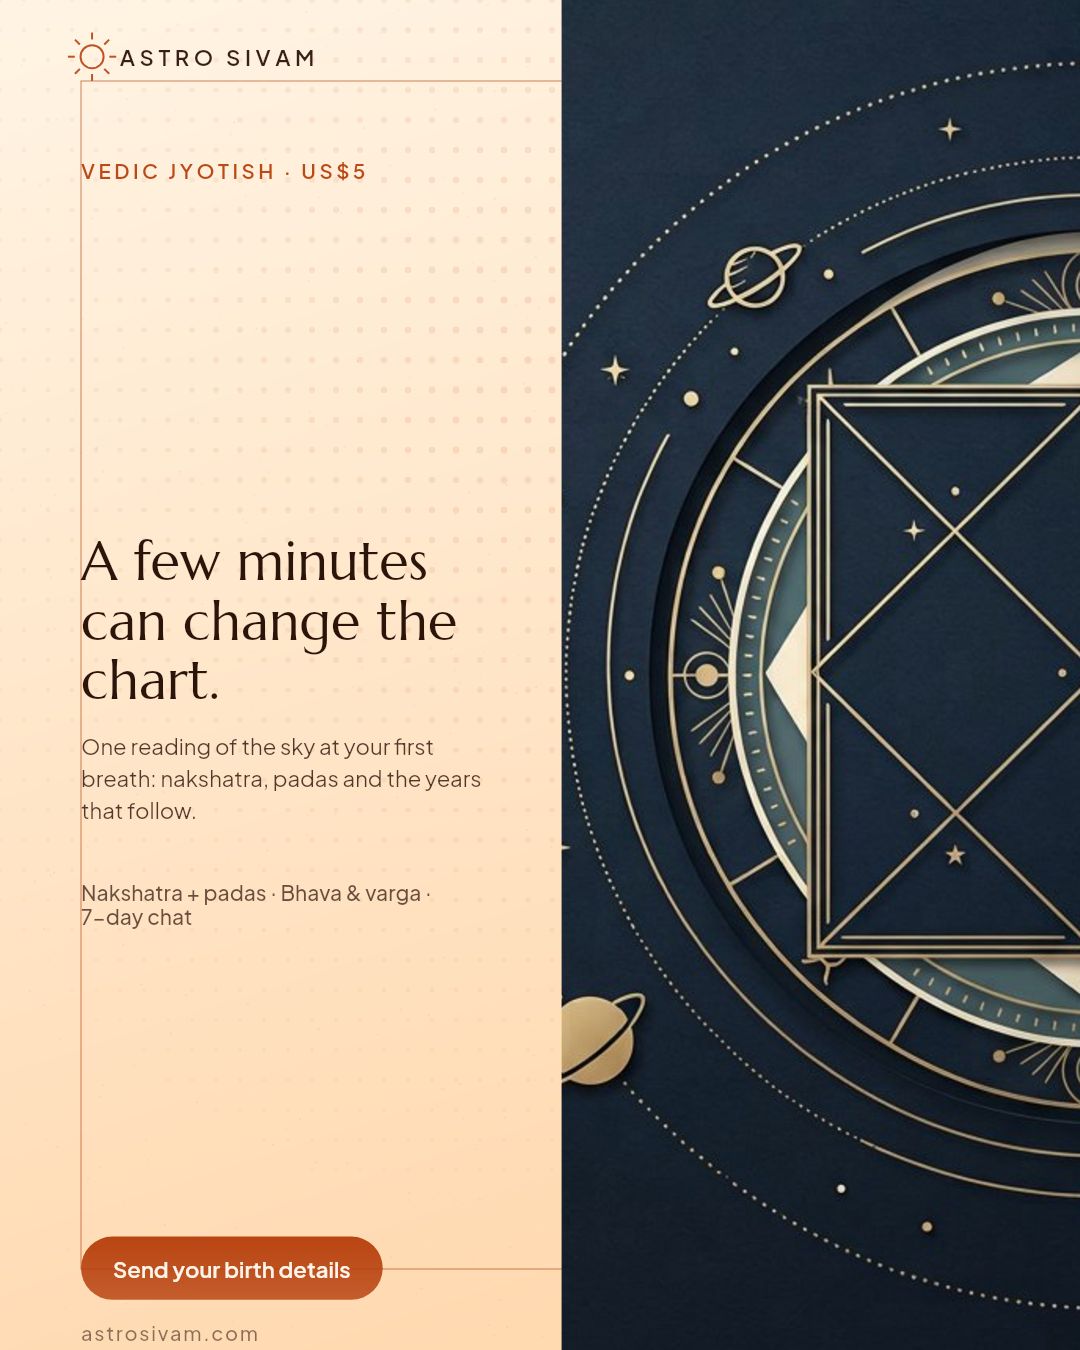 ASTRO SIVAM
VEDIC JYOTISH · US$5
A few minutes
can change the
chart.
One reading of the sky at your first
breath: nakshatra, padas and the years
that follow.
Nakshatra + padas · Bhava & varga ·
7–day chat
Send your birth details
astrosivam.com